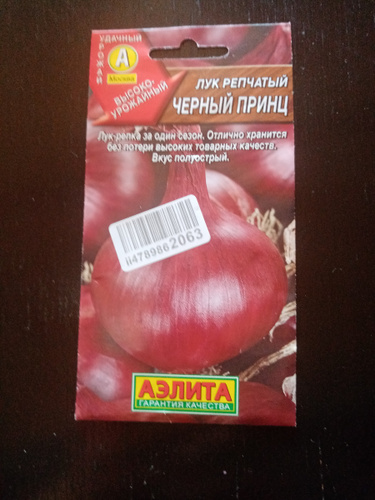 УДАЧНЫЙ
УРОЖАЙ
А
Москва
ВЫСОКО-
УРОЖАЙНЫЙ
ЛУК РЕПЧАТЫЙ
ЧЕРНЫЙ ПРИНЦ
Лук-репка за один сезон. Отлично хранится
без потери высоких товарных качеств.
Вкус полуострый.
ii4789862063
АЭЛИТА
ГАРАНТИЯ КАЧЕСТВА